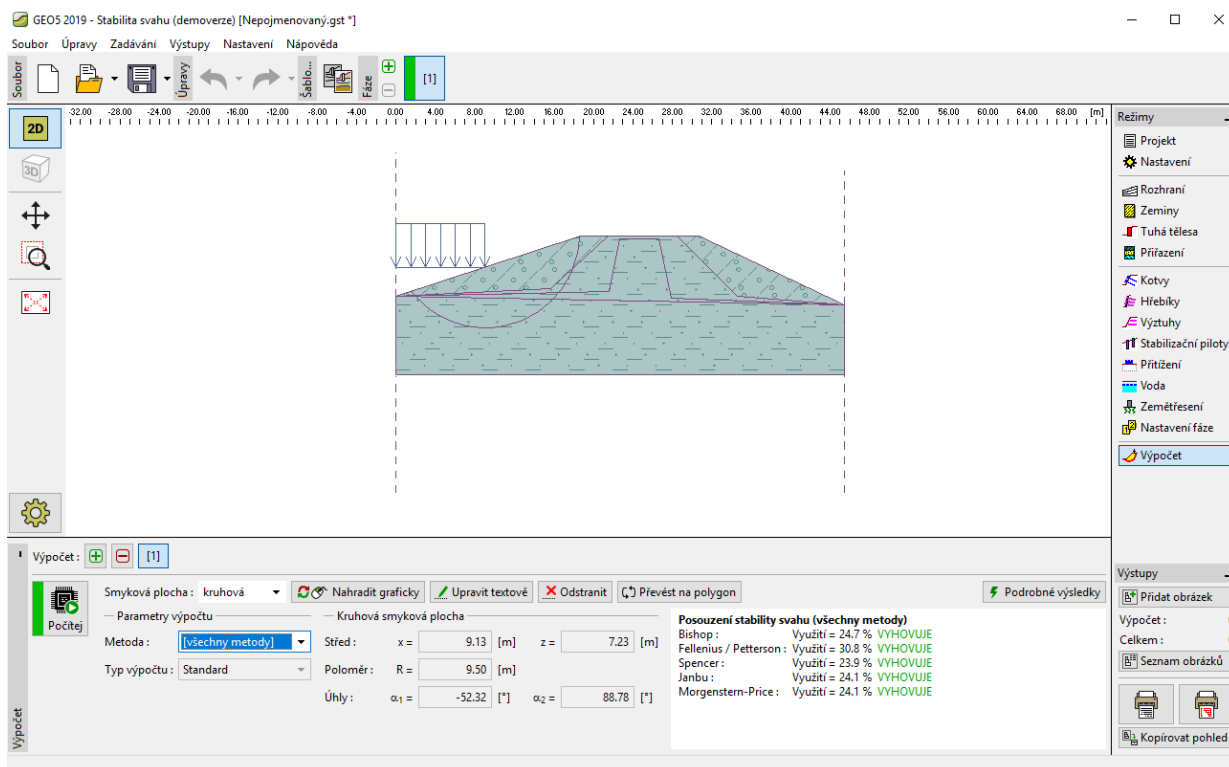 GEO5 2019 - Stabilita svahu (demoverze) [Nepojmenovaný.gst *]
Soubor Úpravy Zadávání Výstupy Nastavení Nápověda
Soubor
Úpravy
Šablo...
Fáze
[1]
2D
3D
-32.00 -28.00 -24.00 -20.00 -16.00 -12.00 -8.00 -4.00 0.00 4.00 8.00 12.00 16.00 20.00 24.00 28.00 32.00 36.00 40.00 44.00 48.00 52.00 56.00 60.00 64.00 68.00 [m]
Režimy
Projekt
Nastavení
Rozhraní
Zeminy
Tuhá tělesa
Přiřazení
Kotvy
Hřebíky
Výztuhy
Stabilizační piloty
Přitížení
Voda
Zemětřesení
Nastavení fáze
Výpočet
Výpočet : [1]
Počítej
Smyková plocha : kruhová Nahradit graficky Upravit textově Odstranit Převést na polygon Podrobné výsledky
Parametry výpočtu
Metoda : [všechny metody]
Typ výpočtu : Standard
Kruhová smyková plocha
Střed : x = 9.13 [m] z = 7.23 [m]
Poloměr : R = 9.50 [m]
Úhly : α1 = -52.32 [°] α2 = 88.78 [°]
Posouzení stability svahu (všechny metody)
Bishop : Využití = 24.7 % VYHOVUJE
Fellenius / Petterson : Využití = 30.8 % VYHOVUJE
Spencer : Využití = 23.9 % VYHOVUJE
Janbu : Využití = 24.1 % VYHOVUJE
Morgenstern-Price : Využití = 24.1 % VYHOVUJE
Výpočet
Výstupy
Přidat obrázek
Výpočet :
Celkem :
Seznam obrázků
Kopírovat pohled